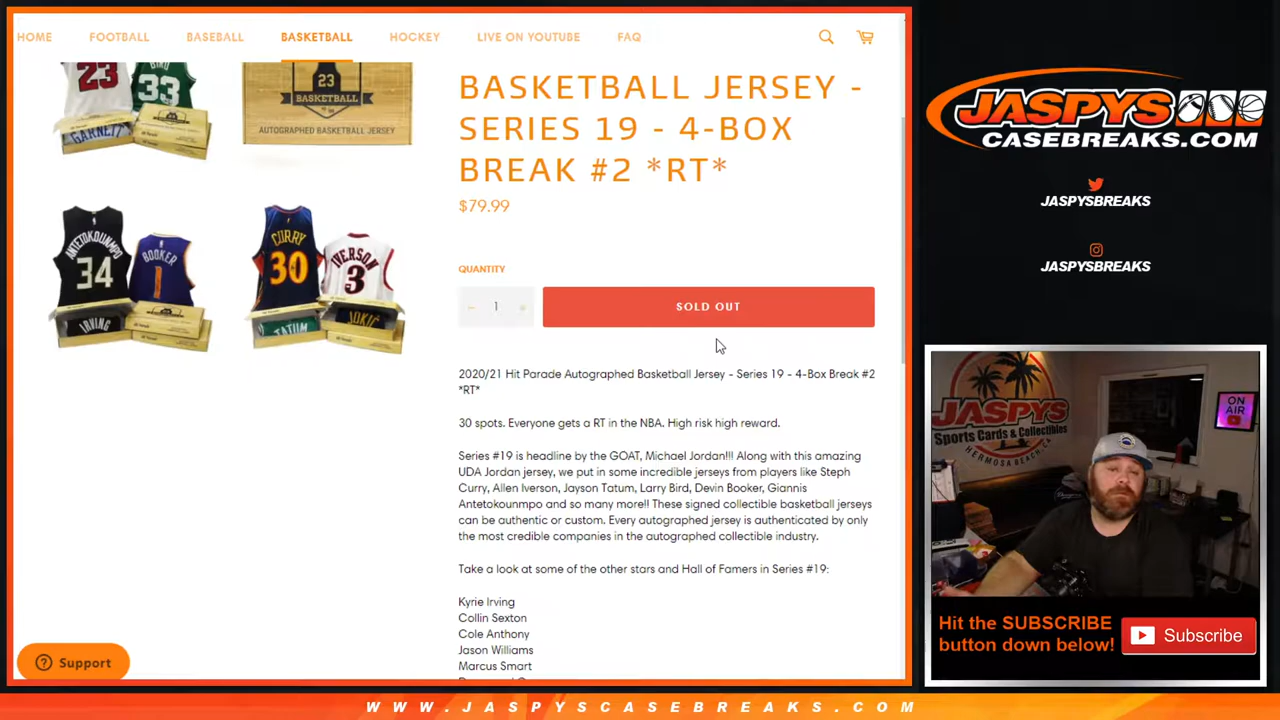 HOME FOOTBALL BASEBALL BASKETBALL HOCKEY LIVE ON YOUTUBE FAQ
23
33
GARNETT
23
BASKETBALL
AUTOGRAPHED BASKETBALL JERSEY
ANTETOKOUNMPO
34
BOOKER
1
IRVING
CURRY
30
IVERSON
3
TATUM
JOKIC
BASKETBALL JERSEY -
SERIES 19 - 4-BOX
BREAK #2 *RT*
$79.99
QUANTITY
− 1 +
SOLD OUT
2020/21 Hit Parade Autographed Basketball Jersey - Series 19 - 4-Box Break #2
*RT*
30 spots. Everyone gets a RT in the NBA. High risk high reward.
Series #19 is headline by the GOAT, Michael Jordan!!! Along with this amazing
UDA Jordan jersey, we put in some incredible jerseys from players like Steph
Curry, Allen Iverson, Jayson Tatum, Larry Bird, Devin Booker, Giannis
Antetokounmpo and so many more!! These signed collectible basketball jerseys
can be authentic or custom. Every autographed jersey is authenticated by only
the most credible companies in the autographed collectible industry.
Take a look at some of the other stars and Hall of Famers in Series #19:
Kyrie Irving
Collin Sexton
Cole Anthony
Jason Williams
Marcus Smart
Support
JASPYS
CASEBREAKS.COM
JASPYSBREAKS
JASPYSBREAKS
JASPYS
Sports Cards & Collectibles
HERMOSA BEACH, CA
ON
AIR
Hit the SUBSCRIBE
button down below!
Subscribe
WWW.JASPYSCASEBREAKS.COM